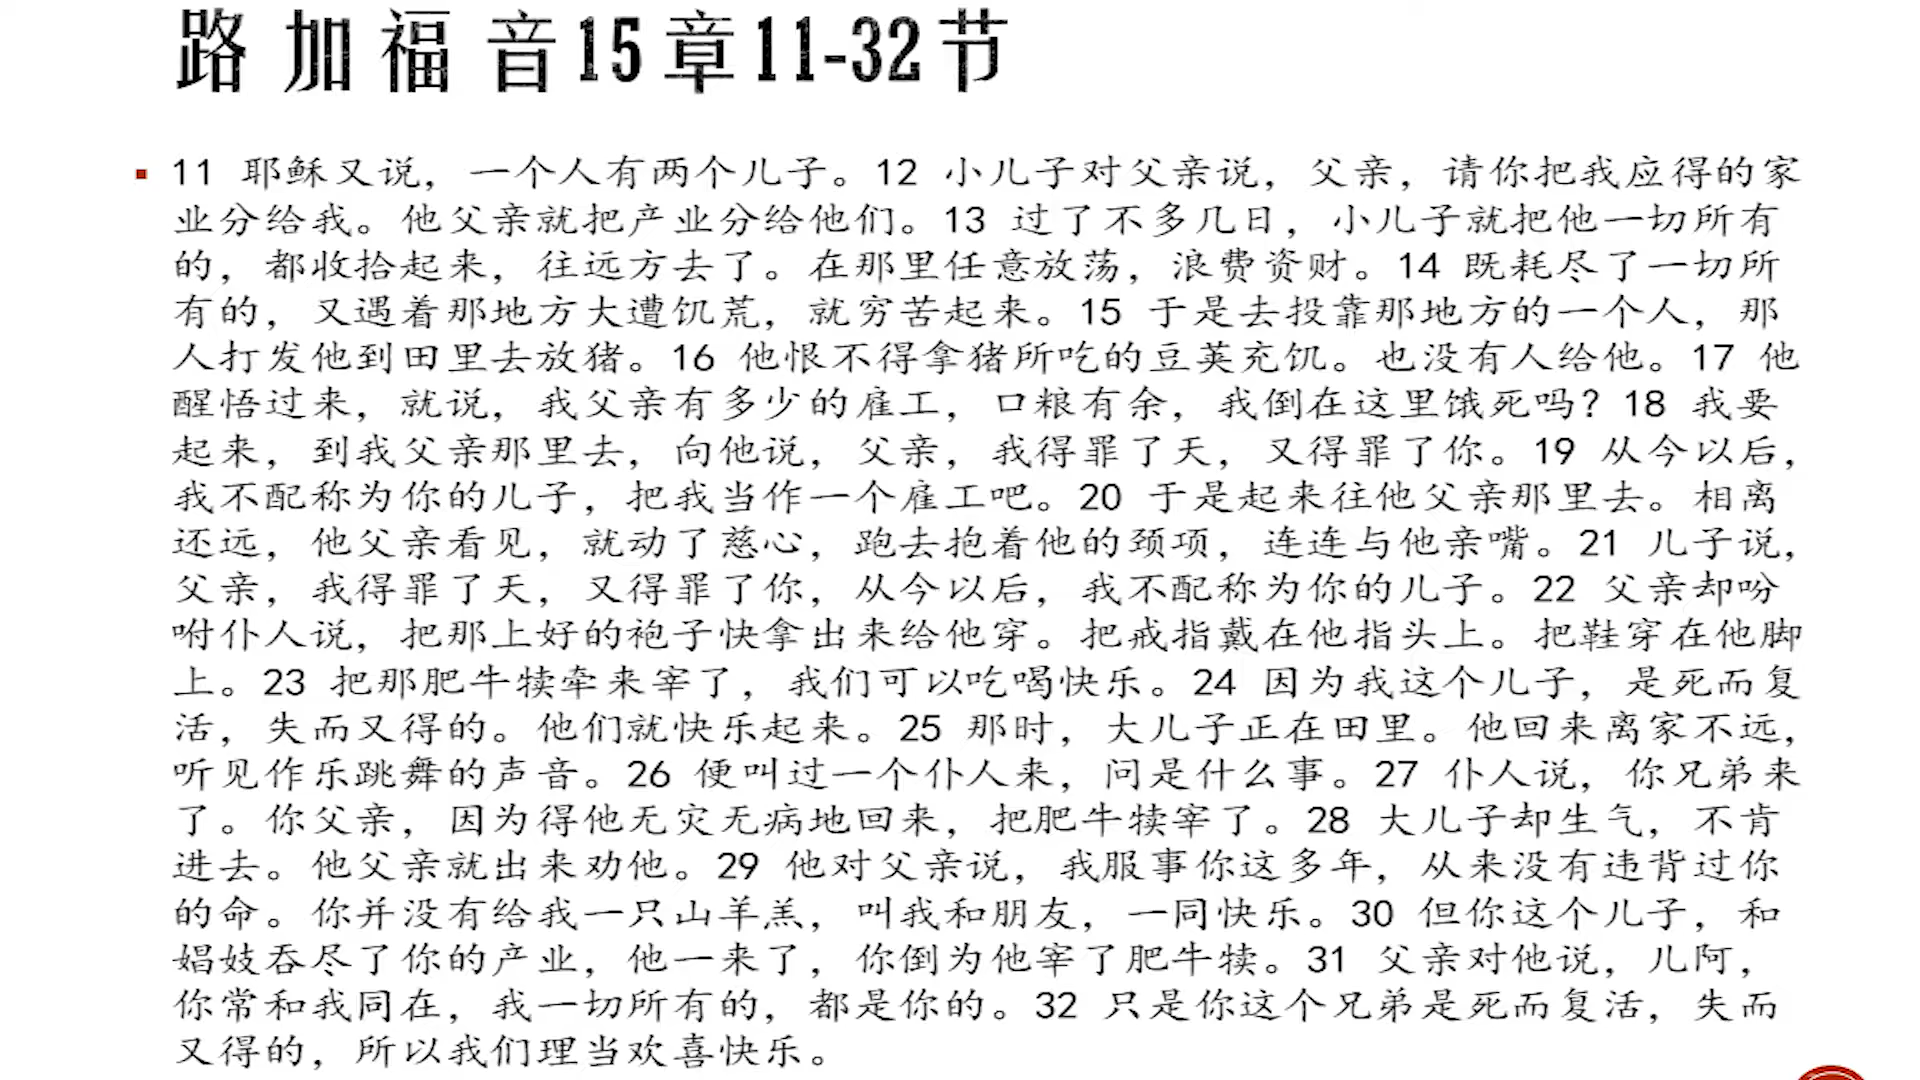 路加福音15章11-32节
11 耶稣又说，一个人有两个儿子。12 小儿子对父亲说，父亲，请你把我应得的家
业分给我。他父亲就把产业分给他们。13 过了不多几日，小儿子就把他一切所有
的，都收拾起来，往远方去了。在那里任意放荡，浪费资财。14 既耗尽了一切所
有的，又遇着那地方大遭饥荒，就穷苦起来。15 于是去投靠那地方的一个人，那
人打发他到田里去放猪。16 他恨不得拿猪所吃的豆荚充饥。也没有人给他。17 他
醒悟过来，就说，我父亲有多少的雇工，口粮有余，我倒在这里饿死吗？18 我要
起来，到我父亲那里去，向他说，父亲，我得罪了天，又得罪了你。19 从今以后，
我不配称为你的儿子，把我当作一个雇工吧。20 于是起来往他父亲那里去。相离
还远，他父亲看见，就动了慈心，跑去抱着他的颈项，连连与他亲嘴。21 儿子说，
父亲，我得罪了天，又得罪了你，从今以后，我不配称为你的儿子。22 父亲却吩
咐仆人说，把那上好的袍子快拿出来给他穿。把戒指戴在他指头上。把鞋穿在他脚
上。23 把那肥牛犊牵来宰了，我们可以吃喝快乐。24 因为我这个儿子，是死而复
活，失而又得的。他们就快乐起来。25 那时，大儿子正在田里。他回来离家不远，
听见作乐跳舞的声音。26 便叫过一个仆人来，问是什么事。27 仆人说，你兄弟来
了。你父亲，因为得他无灾无病地回来，把肥牛犊宰了。28 大儿子却生气，不肯
进去。他父亲就出来劝他。29 他对父亲说，我服事你这多年，从来没有违背过你
的命。你并没有给我一只山羊羔，叫我和朋友，一同快乐。30 但你这个儿子，和
娼妓吞尽了你的产业，他一来了，你倒为他宰了肥牛犊。31 父亲对他说，儿阿，
你常和我同在，我一切所有的，都是你的。32 只是你这个兄弟是死而复活，失而
又得的，所以我们理当欢喜快乐。